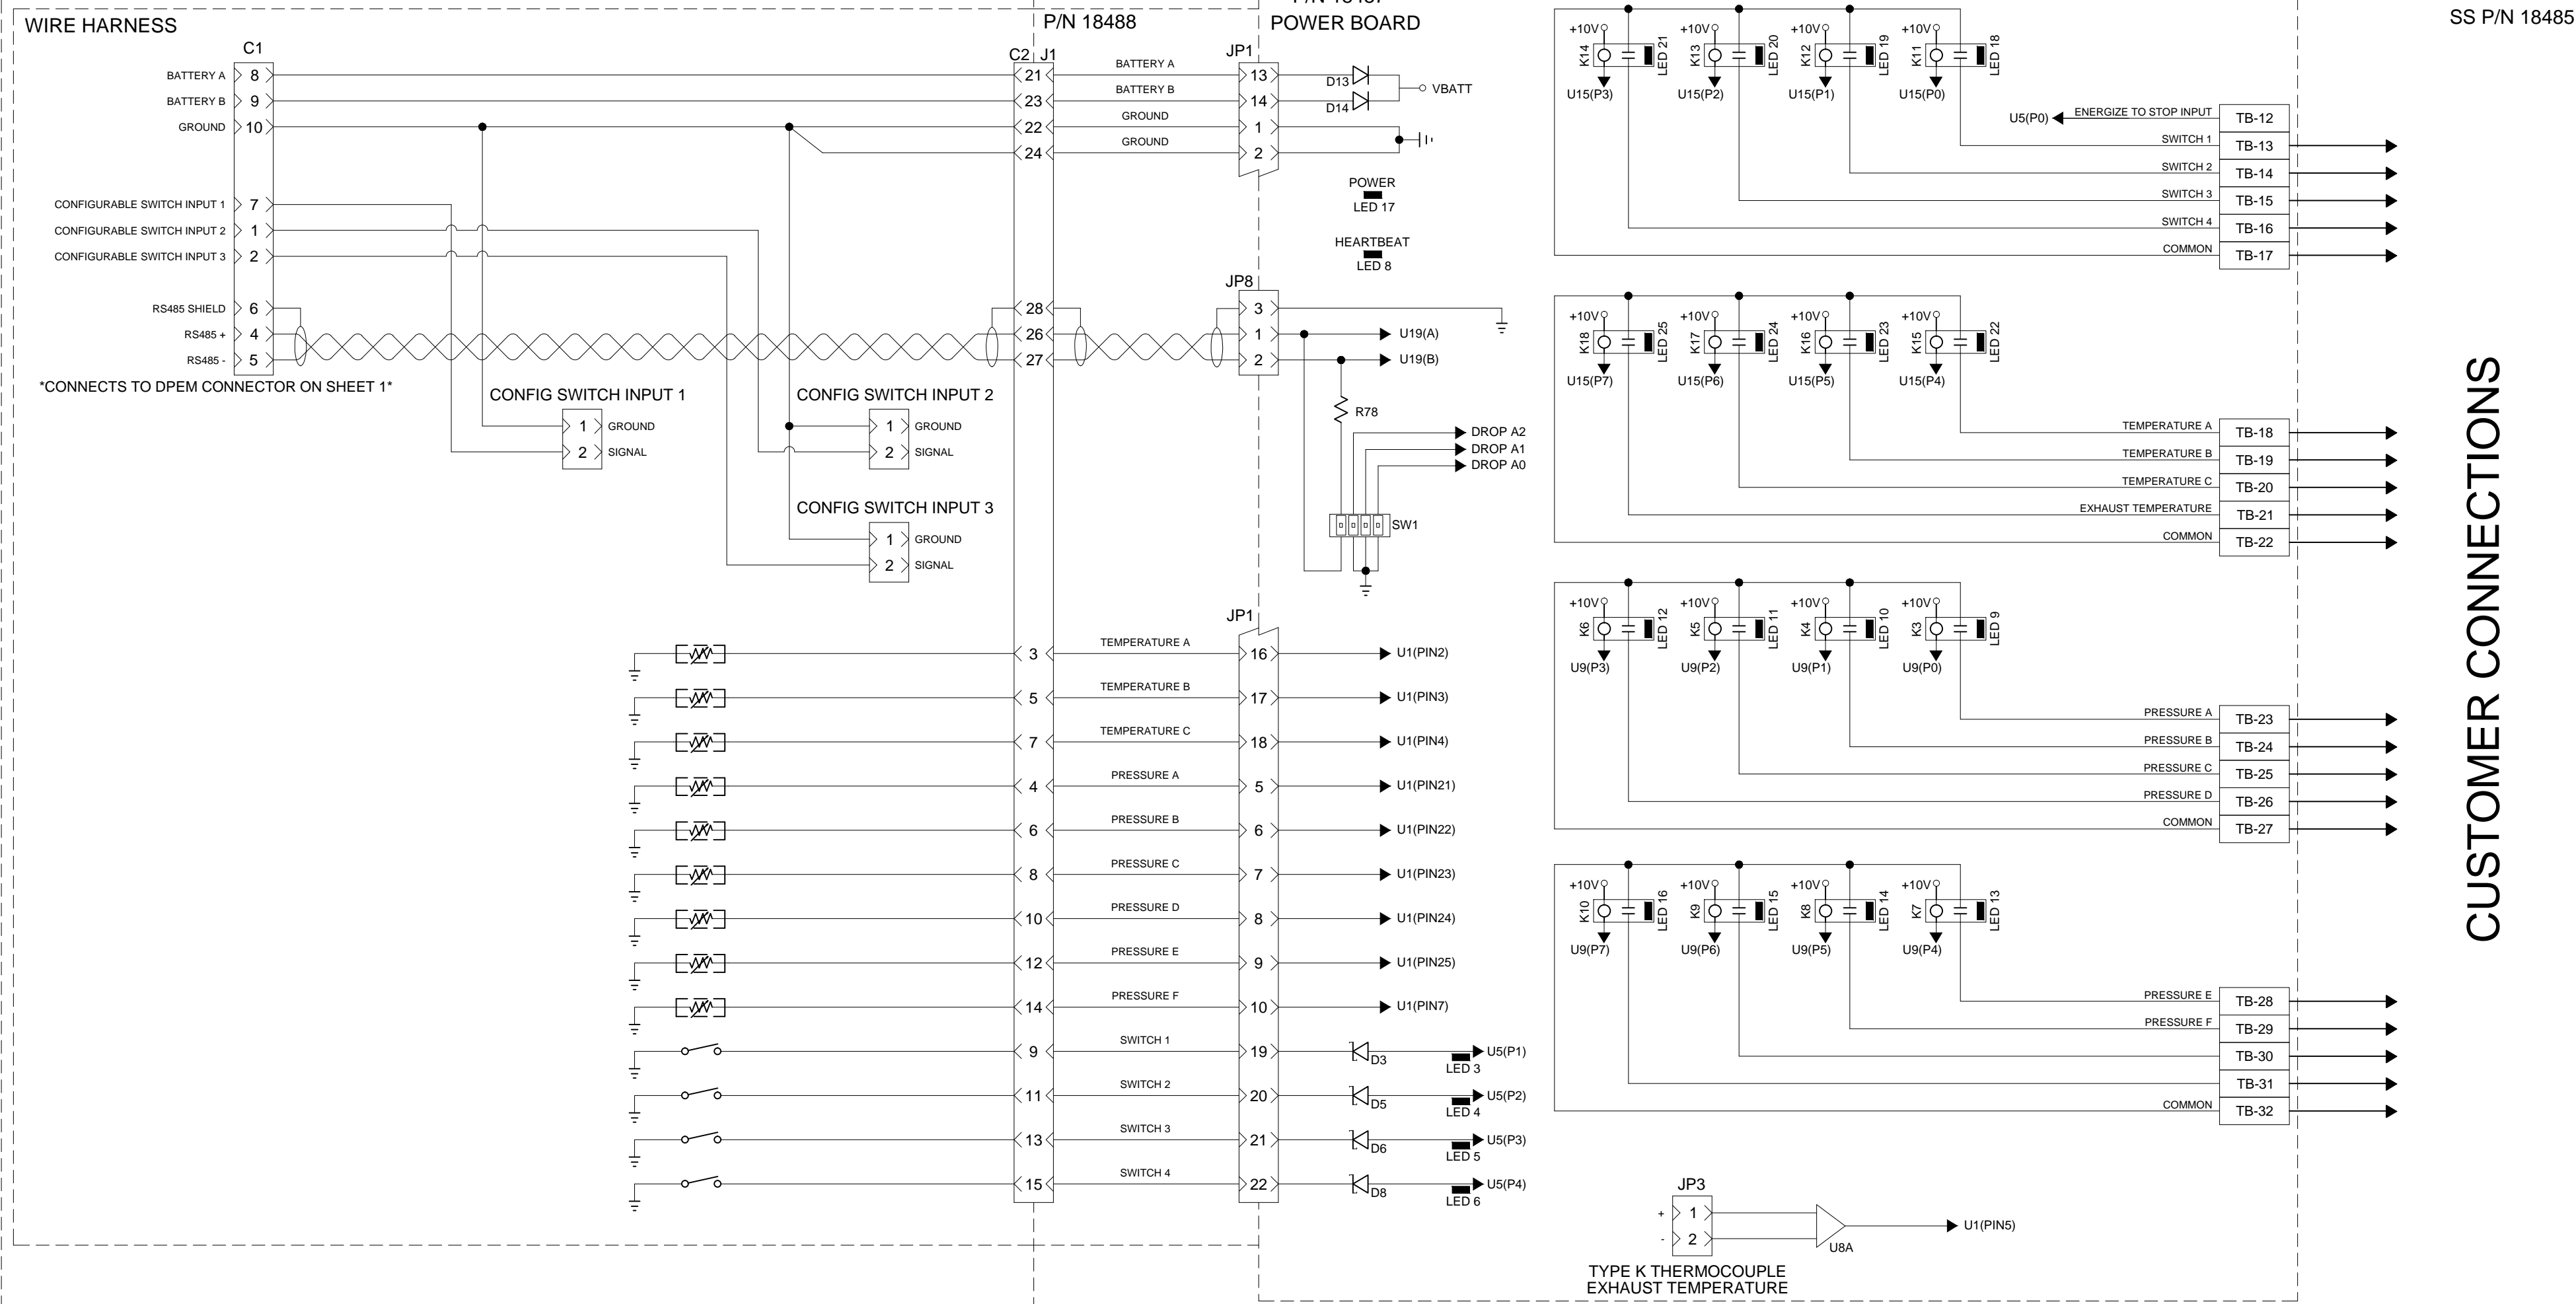 WIRE HARNESS
P/N 18488
POWER BOARD
SS P/N 18485
C1
C2 J1
JP1
BATTERY A 8 21 BATTERY A 13 D13
BATTERY B 9 23 BATTERY B 14 D14
VBATT
GROUND 10 22 GROUND 1
24 GROUND 2
POWER
LED 17
HEARTBEAT
LED 8
CONFIGURABLE SWITCH INPUT 1 7
CONFIGURABLE SWITCH INPUT 2 1
CONFIGURABLE SWITCH INPUT 3 2
JP8
RS485 SHIELD 6 28 3
RS485 + 4 26 1 U19(A)
RS485 - 5 27 2 U19(B)
*CONNECTS TO DPEM CONNECTOR ON SHEET 1*
CONFIG SWITCH INPUT 1
1 GROUND
2 SIGNAL
CONFIG SWITCH INPUT 2
1 GROUND
2 SIGNAL
CONFIG SWITCH INPUT 3
1 GROUND
2 SIGNAL
R78
DROP A2
DROP A1
DROP A0
SW1
JP1
3 TEMPERATURE A 16 U1(PIN2)
5 TEMPERATURE B 17 U1(PIN3)
7 TEMPERATURE C 18 U1(PIN4)
4 PRESSURE A 5 U1(PIN21)
6 PRESSURE B 6 U1(PIN22)
8 PRESSURE C 7 U1(PIN23)
10 PRESSURE D 8 U1(PIN24)
12 PRESSURE E 9 U1(PIN25)
14 PRESSURE F 10 U1(PIN7)
9 SWITCH 1 19 D3 LED 3 U5(P1)
11 SWITCH 2 20 D5 LED 4 U5(P2)
13 SWITCH 3 21 D6 LED 5 U5(P3)
15 SWITCH 4 22 D8 LED 6 U5(P4)
+10V +10V +10V +10V
K14 LED 21 K13 LED 20 K12 LED 19 K11 LED 18
U15(P3) U15(P2) U15(P1) U15(P0)
U5(P0) ENERGIZE TO STOP INPUT TB-12
SWITCH 1 TB-13
SWITCH 2 TB-14
SWITCH 3 TB-15
SWITCH 4 TB-16
COMMON TB-17
+10V +10V +10V +10V
K18 LED 25 K17 LED 24 K16 LED 23 K15 LED 22
U15(P7) U15(P6) U15(P5) U15(P4)
TEMPERATURE A TB-18
TEMPERATURE B TB-19
TEMPERATURE C TB-20
EXHAUST TEMPERATURE TB-21
COMMON TB-22
+10V +10V +10V +10V
K6 LED 12 K5 LED 11 K4 LED 10 K3 LED 9
U9(P3) U9(P2) U9(P1) U9(P0)
PRESSURE A TB-23
PRESSURE B TB-24
PRESSURE C TB-25
PRESSURE D TB-26
COMMON TB-27
+10V +10V +10V +10V
K10 LED 16 K9 LED 15 K8 LED 14 K7 LED 13
U9(P7) U9(P6) U9(P5) U9(P4)
PRESSURE E TB-28
PRESSURE F TB-29
TB-30
TB-31
COMMON TB-32
JP3
+ 1
- 2
U8A
U1(PIN5)
TYPE K THERMOCOUPLE
EXHAUST TEMPERATURE
CUSTOMER CONNECTIONS